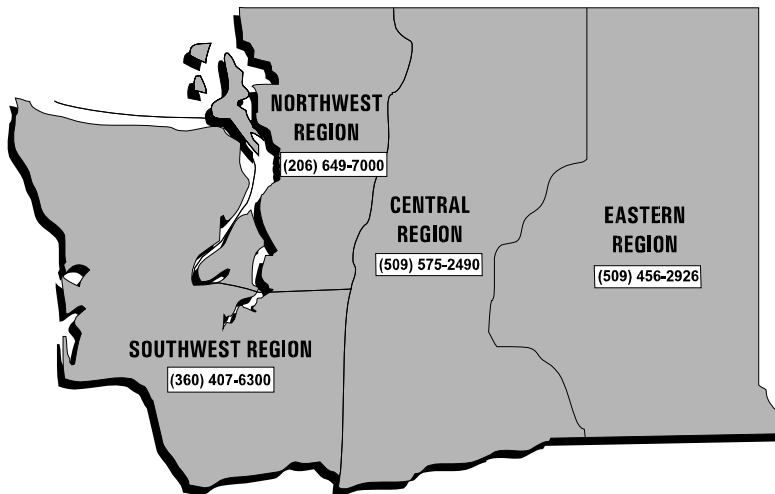 NORTHWEST
REGION
(206) 649-7000
CENTRAL
REGION
(509) 575-2490
EASTERN
REGION
(509) 456-2926
SOUTHWEST REGION
(360) 407-6300